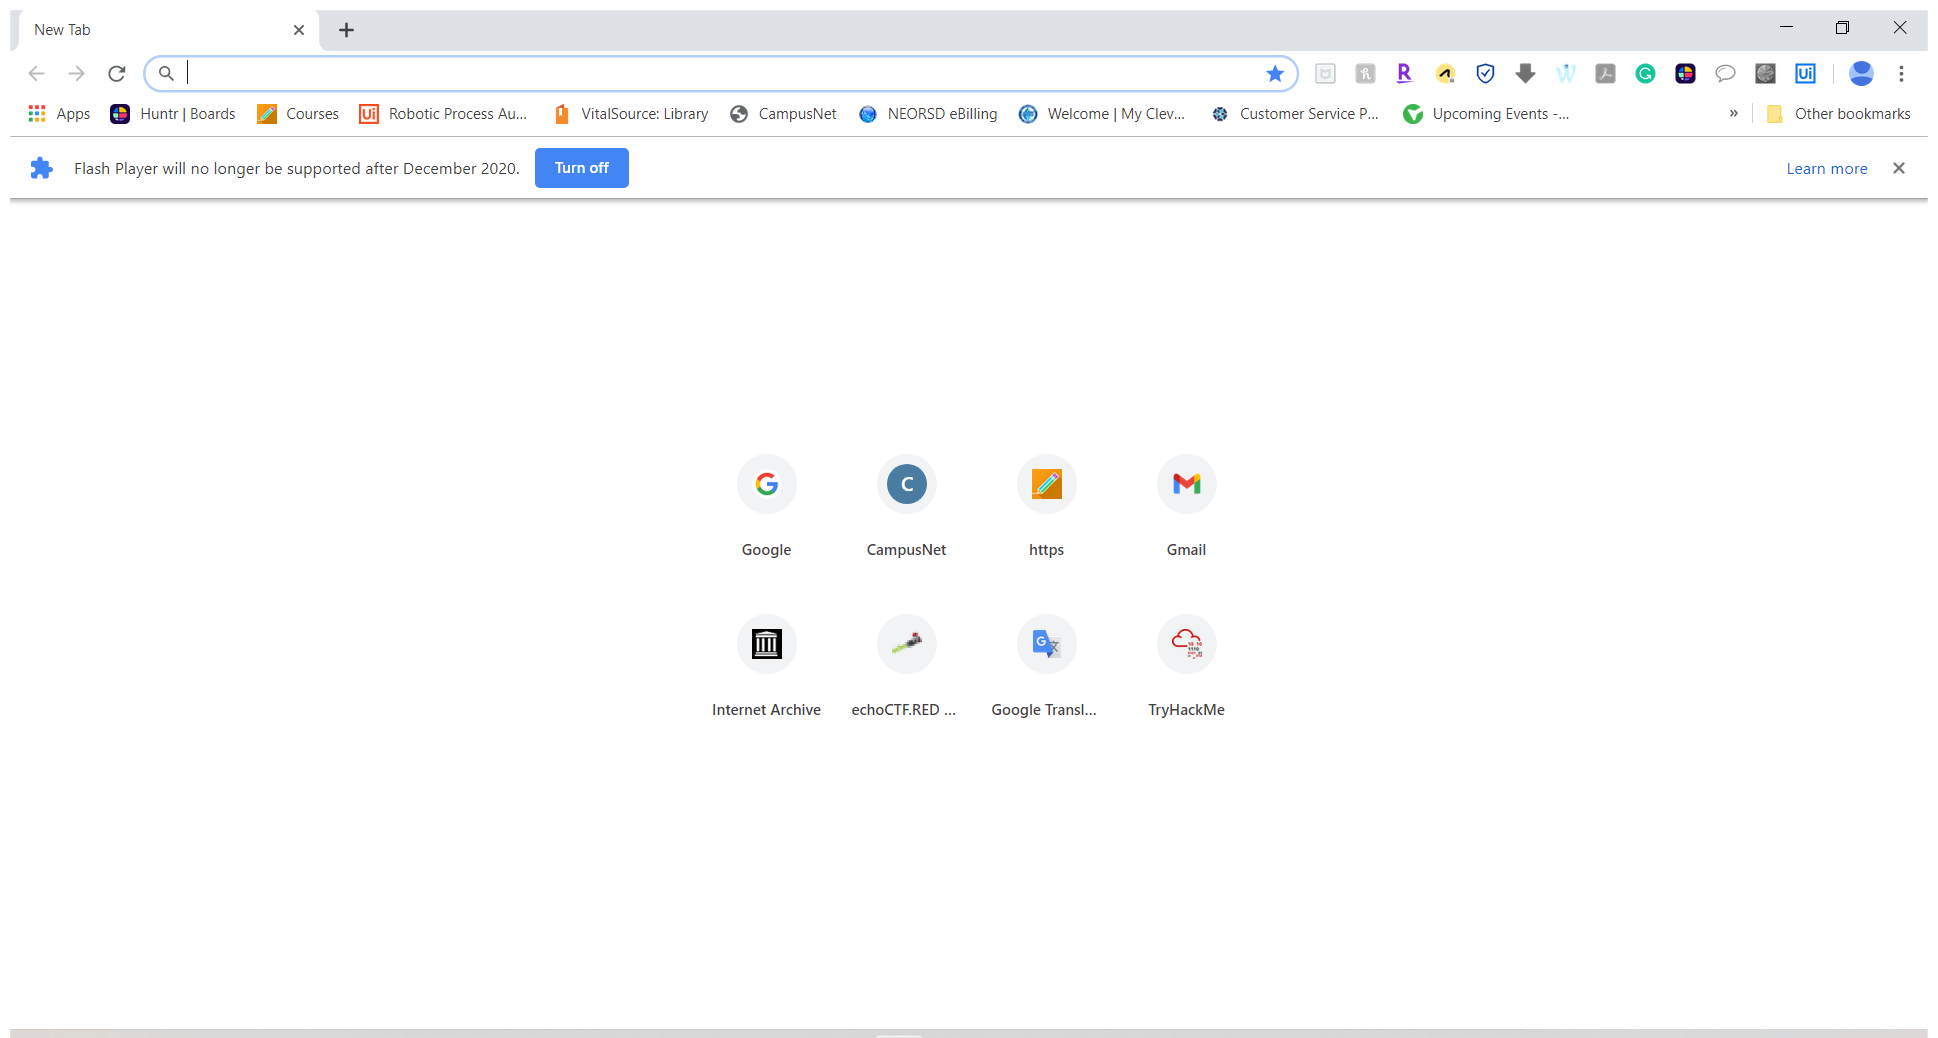 New Tab
Apps Huntr | Boards Courses Robotic Process Au... VitalSource: Library CampusNet NEORSD eBilling Welcome | My Clev... Customer Service P... Upcoming Events -... » Other bookmarks
Flash Player will no longer be supported after December 2020. Turn off Learn more
C
Google CampusNet https Gmail
Internet Archive echoCTF.RED ... Google Transl... TryHackMe